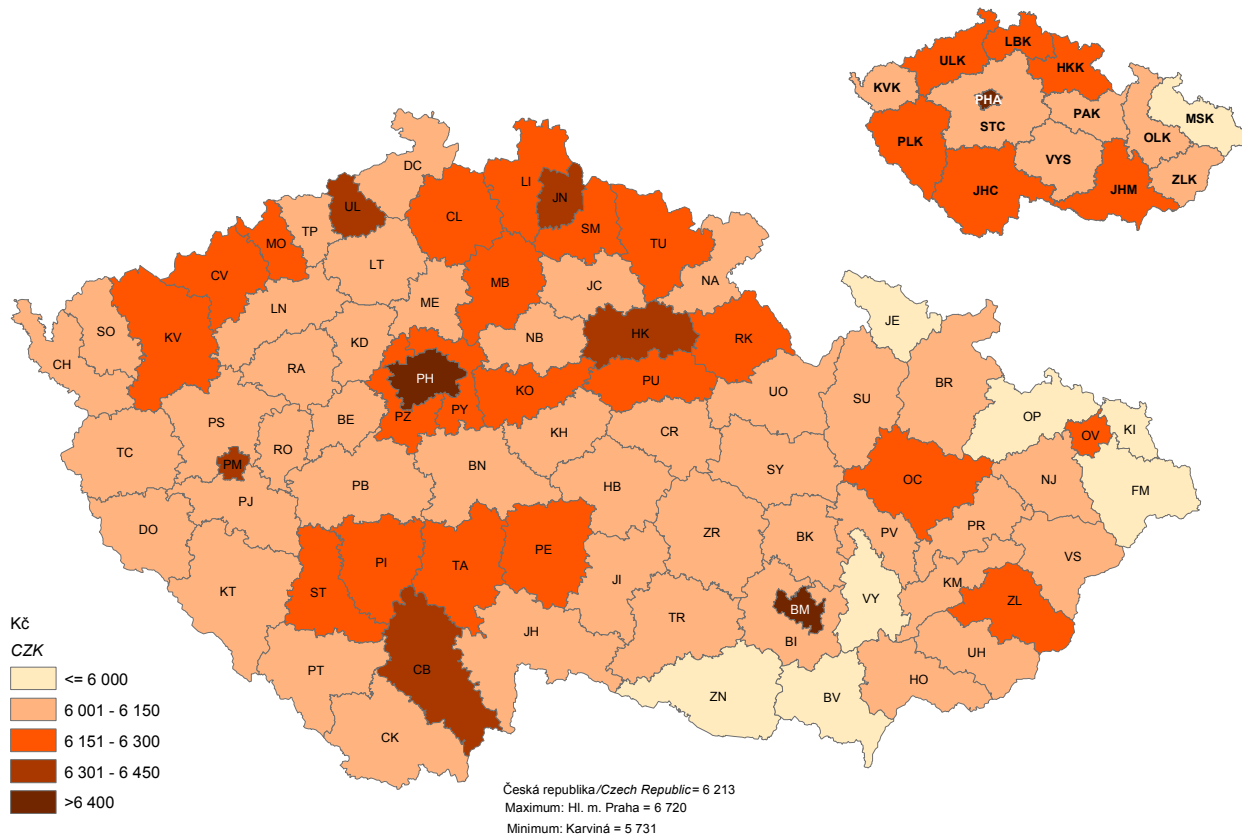 LBK
ULK
HKK
KVK
PHA
PAK
MSK
STC
OLK
PLK
VYS
ZLK
JHC
JHM
DC
LI
UL
JN
CL
SM
TP
MO
TU
LT
CV
MB
JC
NA
ME
LN
SO
KV
HK
NB
RK
KD
JE
CH
RA
PH
PU
KO
BR
UO
SU
PZ
PY
BE
PS
OP
KI
OV
KH
CR
RO
TC
PM
BN
SY
OC
NJ
FM
PB
HB
PJ
DO
PR
PV
ZR
BK
VS
PI
TA
PE
JI
KT
ST
KM
VY
ZL
BM
TR
JH
BI
UH
PT
CB
HO
ZN
BV
CK
Kč
CZK
<= 6 000
6 001 - 6 150
6 151 - 6 300
6 301 - 6 450
>6 400
Česká republika/Czech Republic= 6 213
Maximum: Hl. m. Praha = 6 720
Minimum: Karviná = 5 731